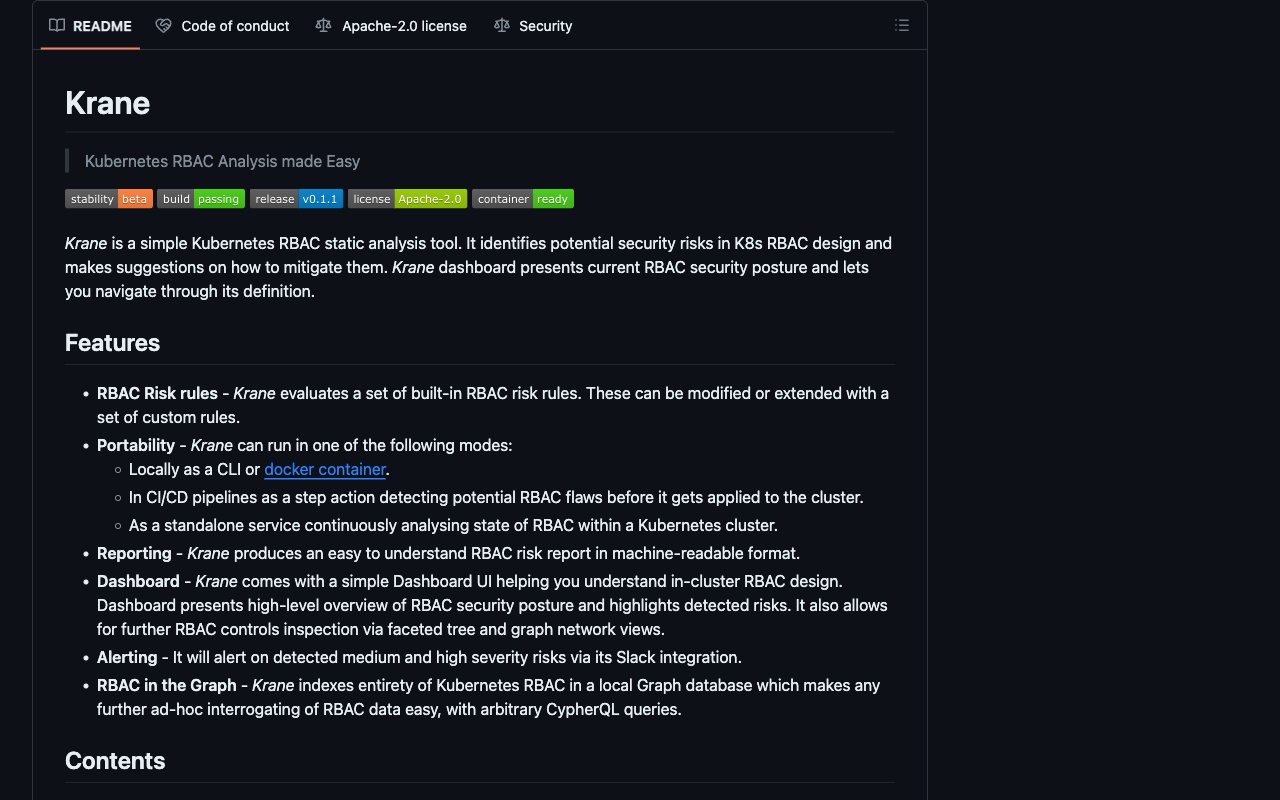 README Code of conduct Apache-2.0 license Security
Krane
Kubernetes RBAC Analysis made Easy
stability beta build passing release v0.1.1 license Apache-2.0 container ready
Krane is a simple Kubernetes RBAC static analysis tool. It identifies potential security risks in K8s RBAC design and
makes suggestions on how to mitigate them. Krane dashboard presents current RBAC security posture and lets
you navigate through its definition.
Features
• RBAC Risk rules - Krane evaluates a set of built-in RBAC risk rules. These can be modified or extended with a
set of custom rules.
• Portability - Krane can run in one of the following modes:
◦ Locally as a CLI or docker container.
◦ In CI/CD pipelines as a step action detecting potential RBAC flaws before it gets applied to the cluster.
◦ As a standalone service continuously analysing state of RBAC within a Kubernetes cluster.
• Reporting - Krane produces an easy to understand RBAC risk report in machine-readable format.
• Dashboard - Krane comes with a simple Dashboard UI helping you understand in-cluster RBAC design.
Dashboard presents high-level overview of RBAC security posture and highlights detected risks. It also allows
for further RBAC controls inspection via faceted tree and graph network views.
• Alerting - It will alert on detected medium and high severity risks via its Slack integration.
• RBAC in the Graph - Krane indexes entirety of Kubernetes RBAC in a local Graph database which makes any
further ad-hoc interrogating of RBAC data easy, with arbitrary CypherQL queries.
Contents